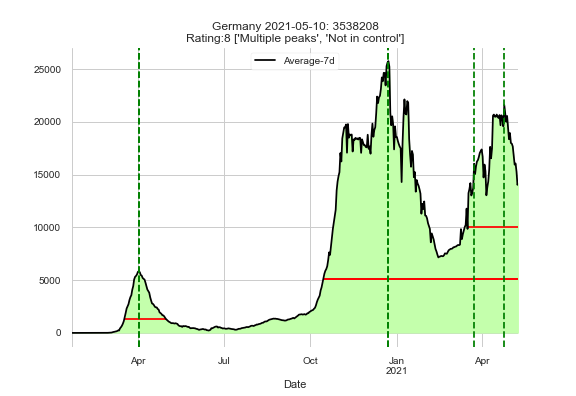 Germany 2021-05-10: 3538208
Rating:8 ['Multiple peaks', 'Not in control']
Average-7d
25000
20000
15000
10000
5000
0
Apr
Jul
Oct
Jan
2021
Apr
Date